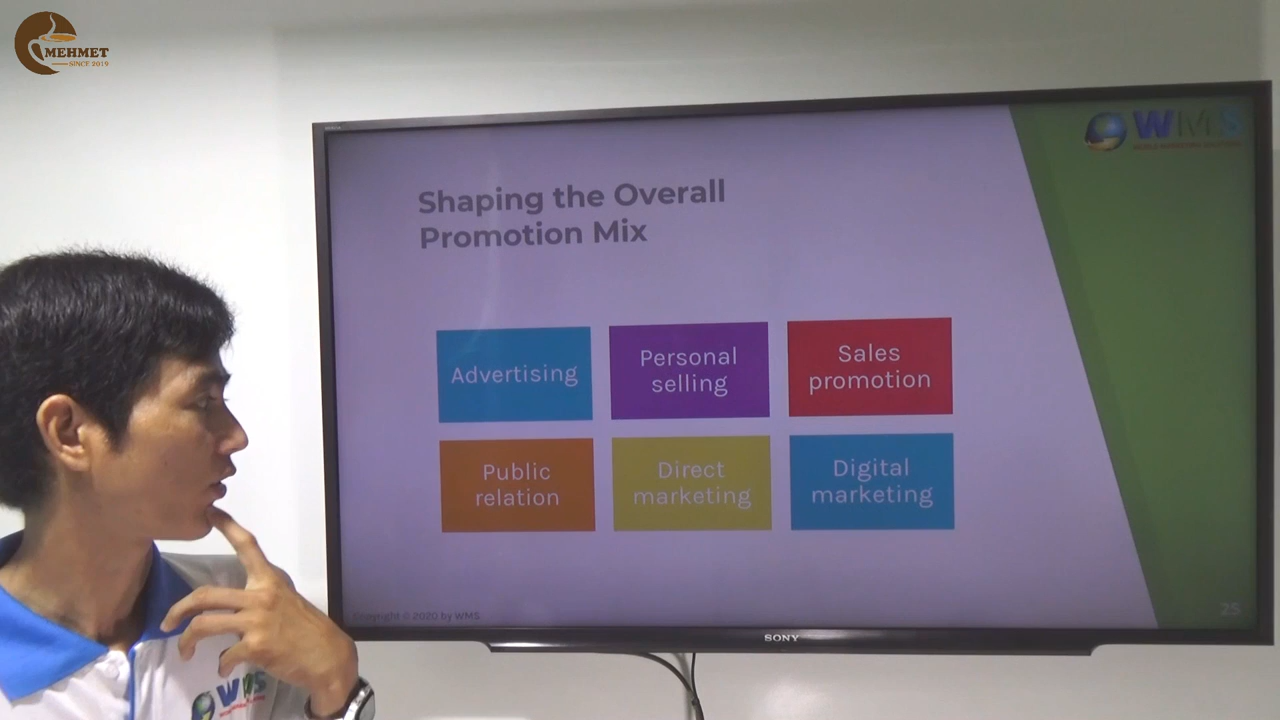 MEHMET
SINCE 2019
WMS
Shaping the Overall
Promotion Mix
Advertising
Personal
selling
Sales
promotion
Public
relation
Direct
marketing
Digital
marketing
Copyright © 2020 by WMS
25
SONY
WMS